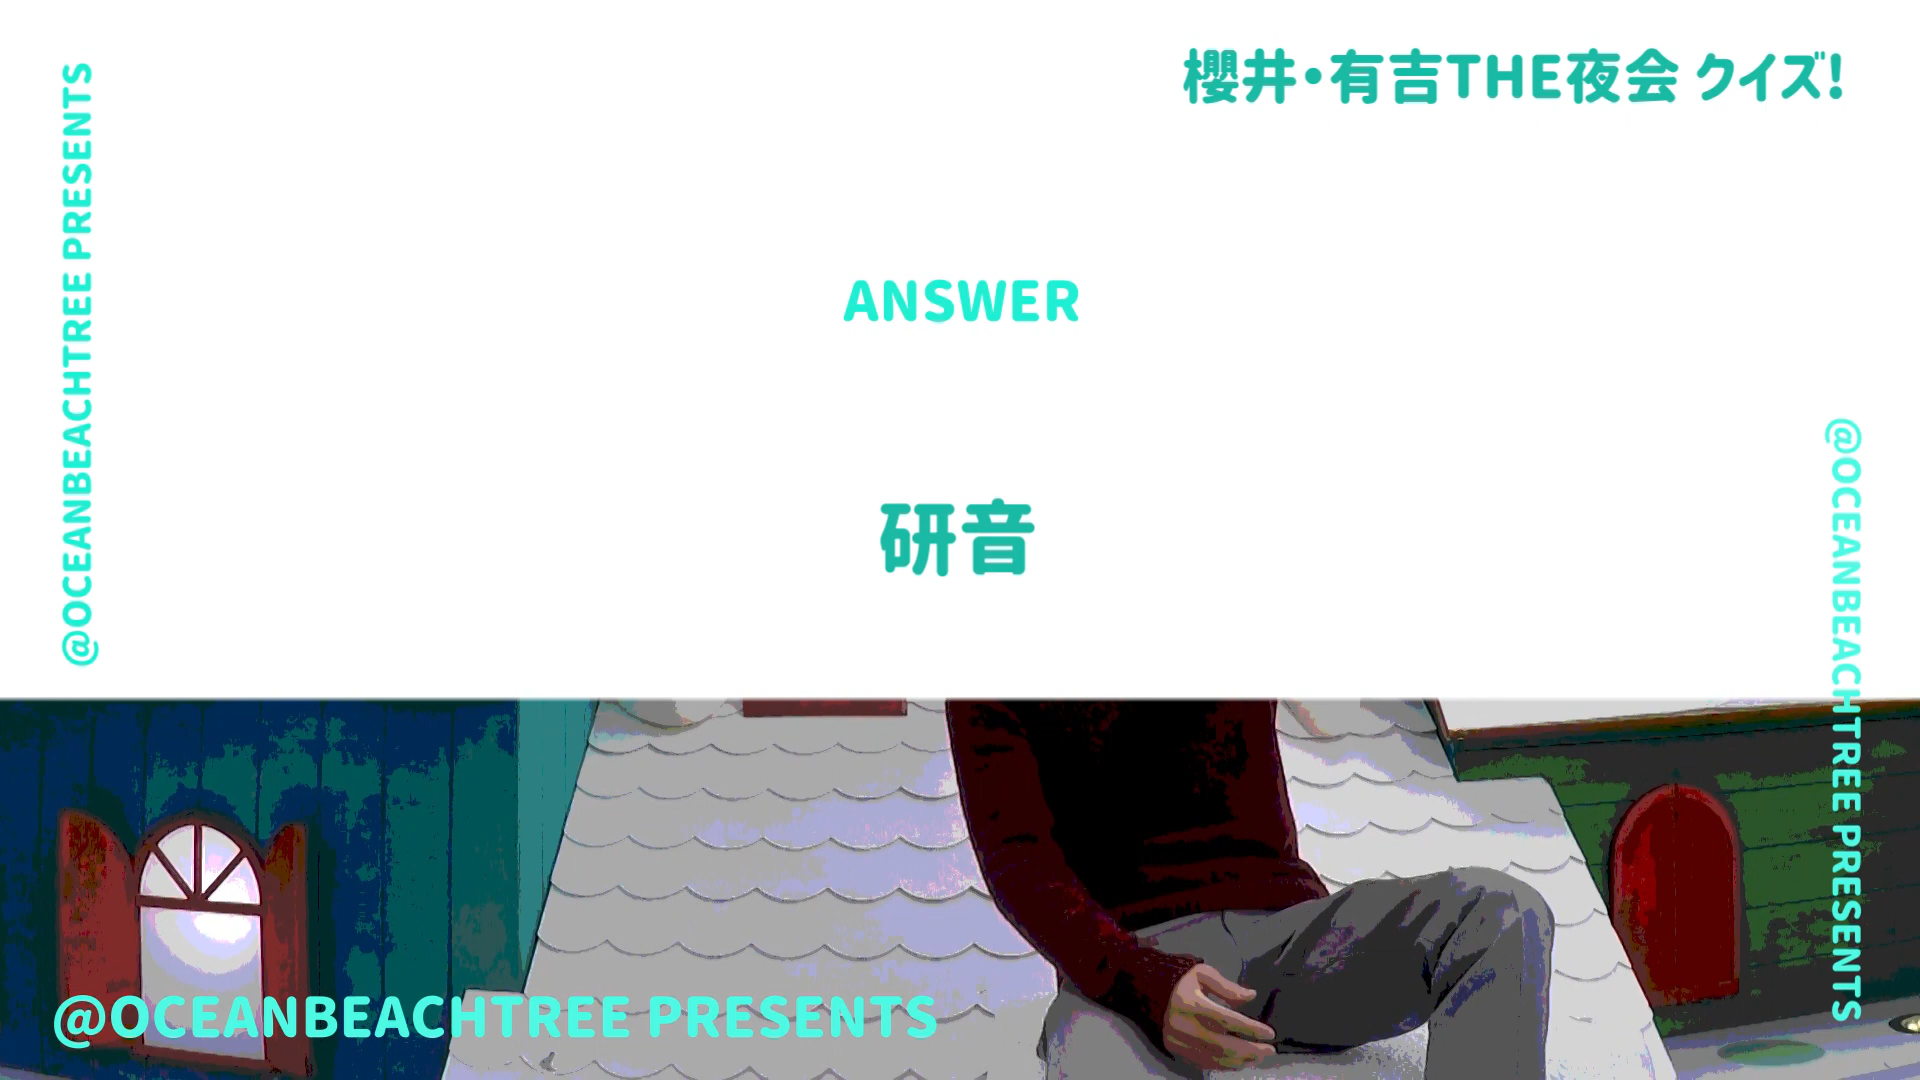 櫻井・有吉THE夜会 クイズ!
@OCEANBEACHTREE PRESENTS
ANSWER
研音
@OCEANBEACHTREE PRESENTS
@OCEANBEACHTREE PRESENTS